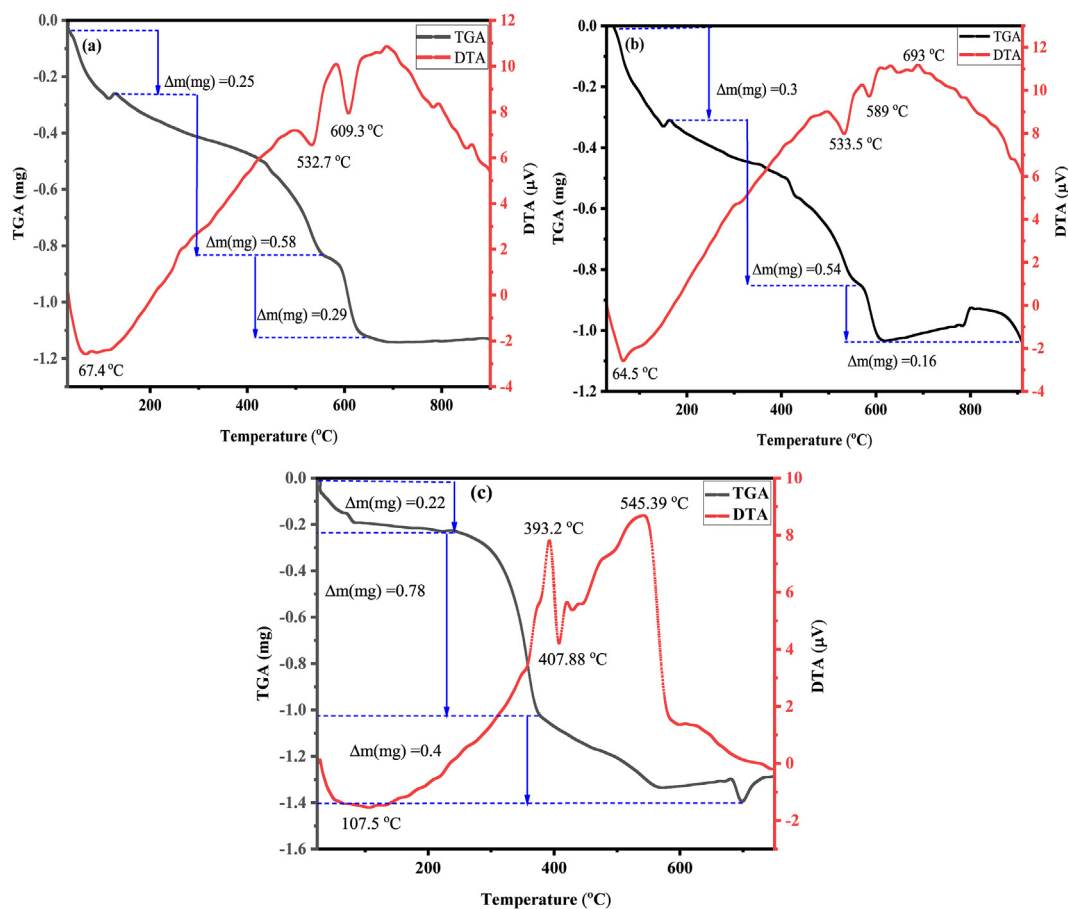 (a)
TGA
DTA
Δm(mg) =0.25
609.3 ºC
532.7 ºC
Δm(mg) =0.58
Δm(mg) =0.29
67.4 ºC
0.0
-0.2
-0.4
-0.6
-0.8
-1.0
-1.2
TGA (mg)
12
10
8
6
4
2
0
-2
-4
DTA (µV)
200
400
600
800
Temperature (ºC)
(b)
TGA
DTA
693 ºC
Δm(mg) =0.3
589 ºC
533.5 ºC
Δm(mg) =0.54
64.5 ºC
Δm(mg) =0.16
0.0
-0.2
-0.4
-0.6
-0.8
-1.0
-1.2
TGA (mg)
12
10
8
6
4
2
0
-2
-4
DTA (µV)
200
400
600
800
Temperature (ºC)
(c)
TGA
DTA
Δm(mg) =0.22
545.39 ºC
393.2 ºC
Δm(mg) =0.78
407.88 ºC
Δm(mg) =0.4
107.5 ºC
0.0
-0.2
-0.4
-0.6
-0.8
-1.0
-1.2
-1.4
-1.6
TGA (mg)
10
8
6
4
2
0
-2
DTA (µV)
200
400
600
Temperature (ºC)